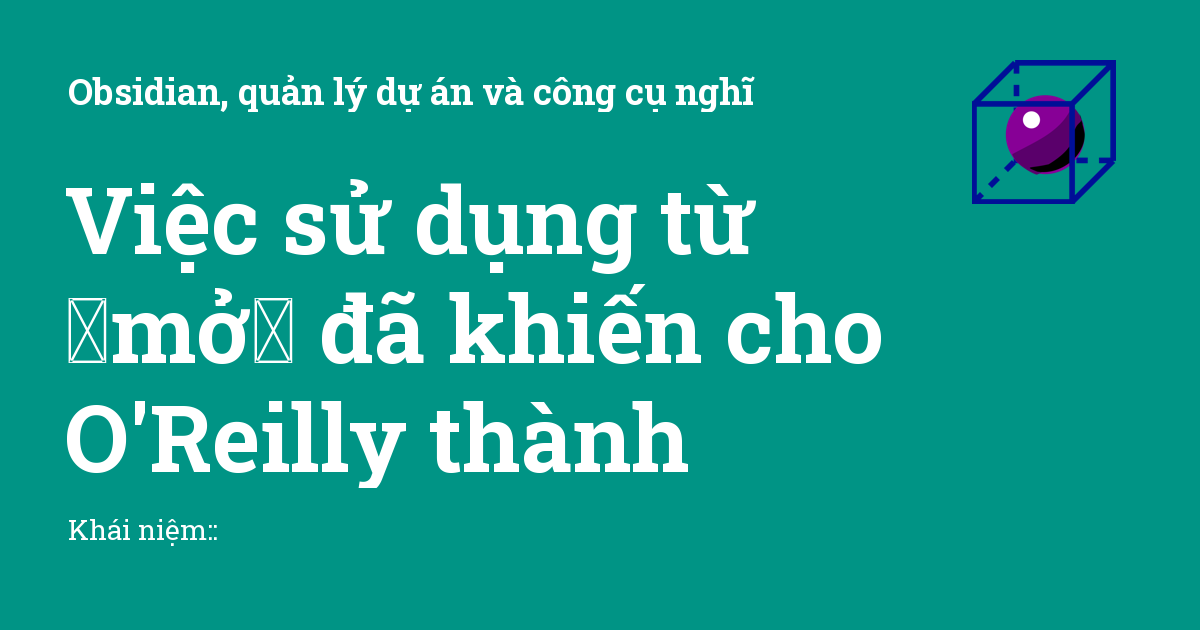 Obsidian, quản lý dự án và công cụ nghĩ
Việc sử dụng từ
mở đã khiến cho
O'Reilly thành
Khái niệm::